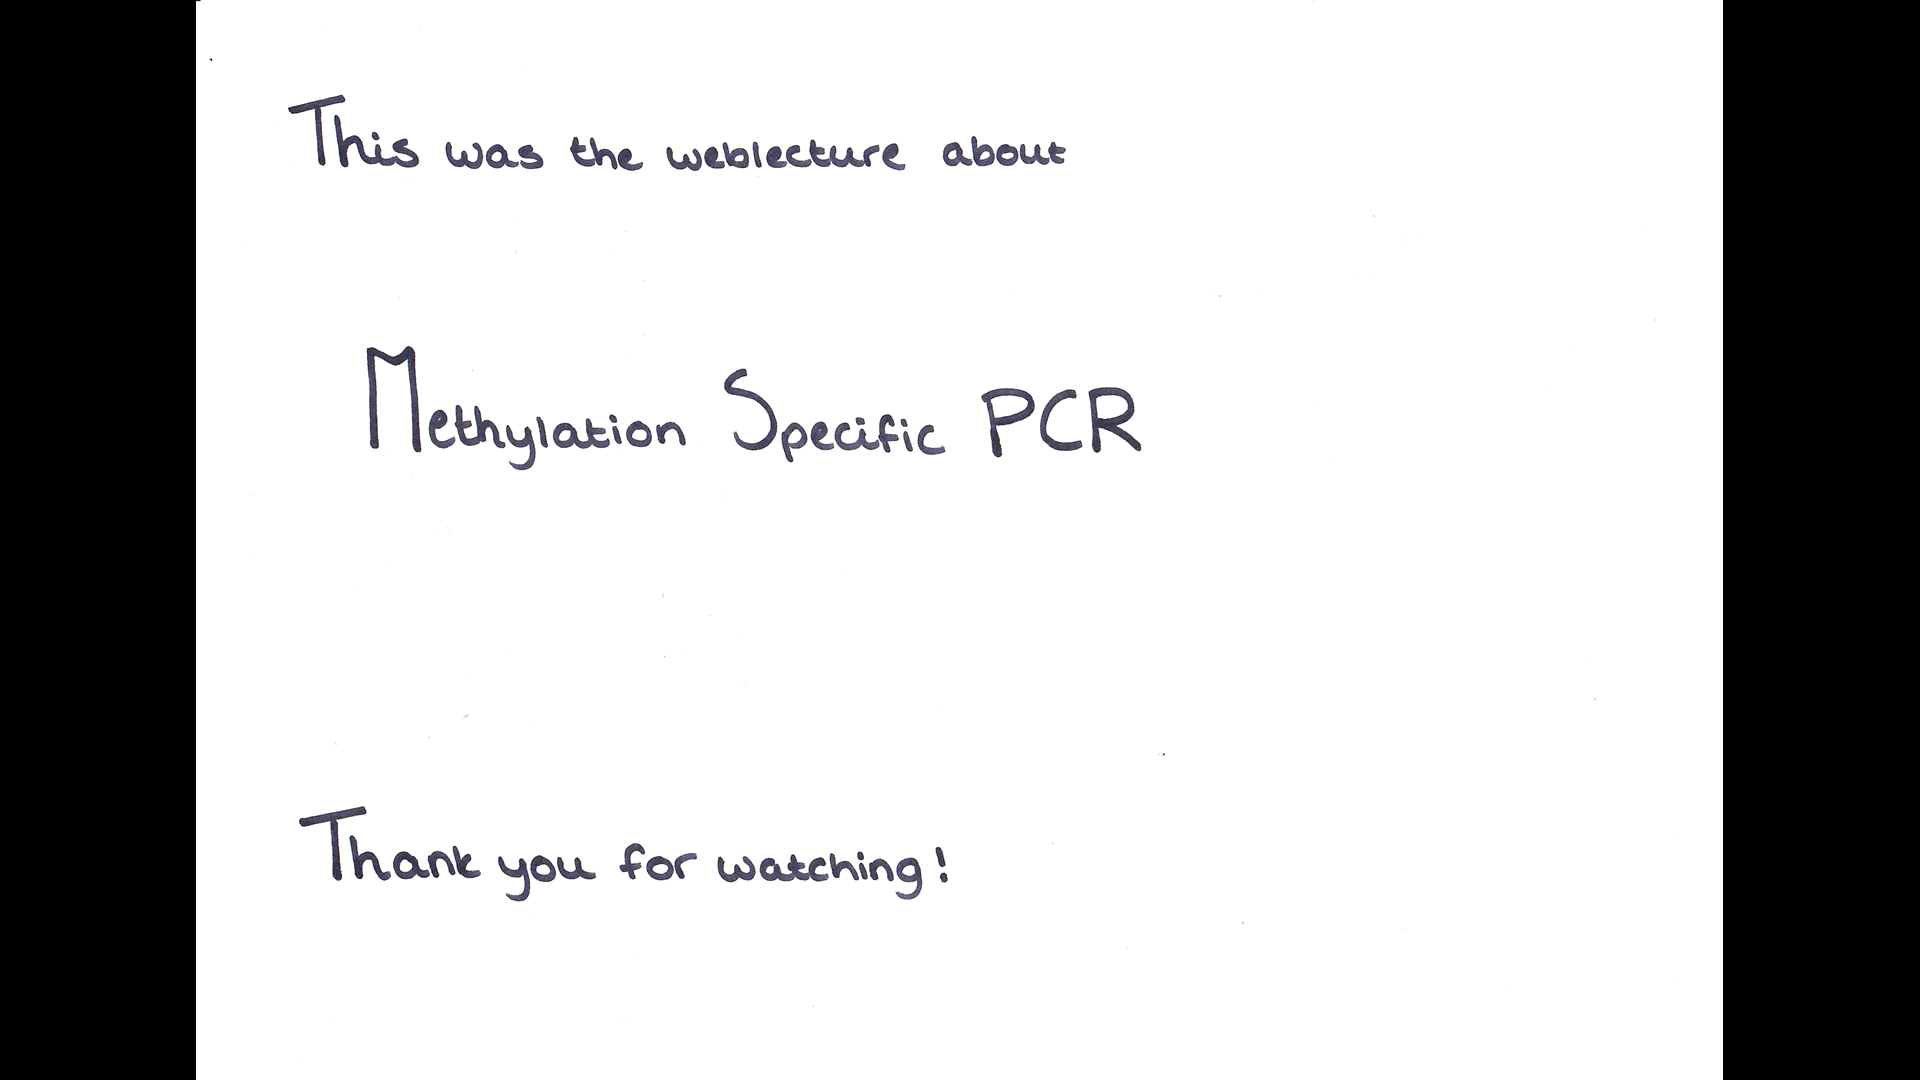 This was the weblecture about
Methylation Specific PCR
Thank you for watching!